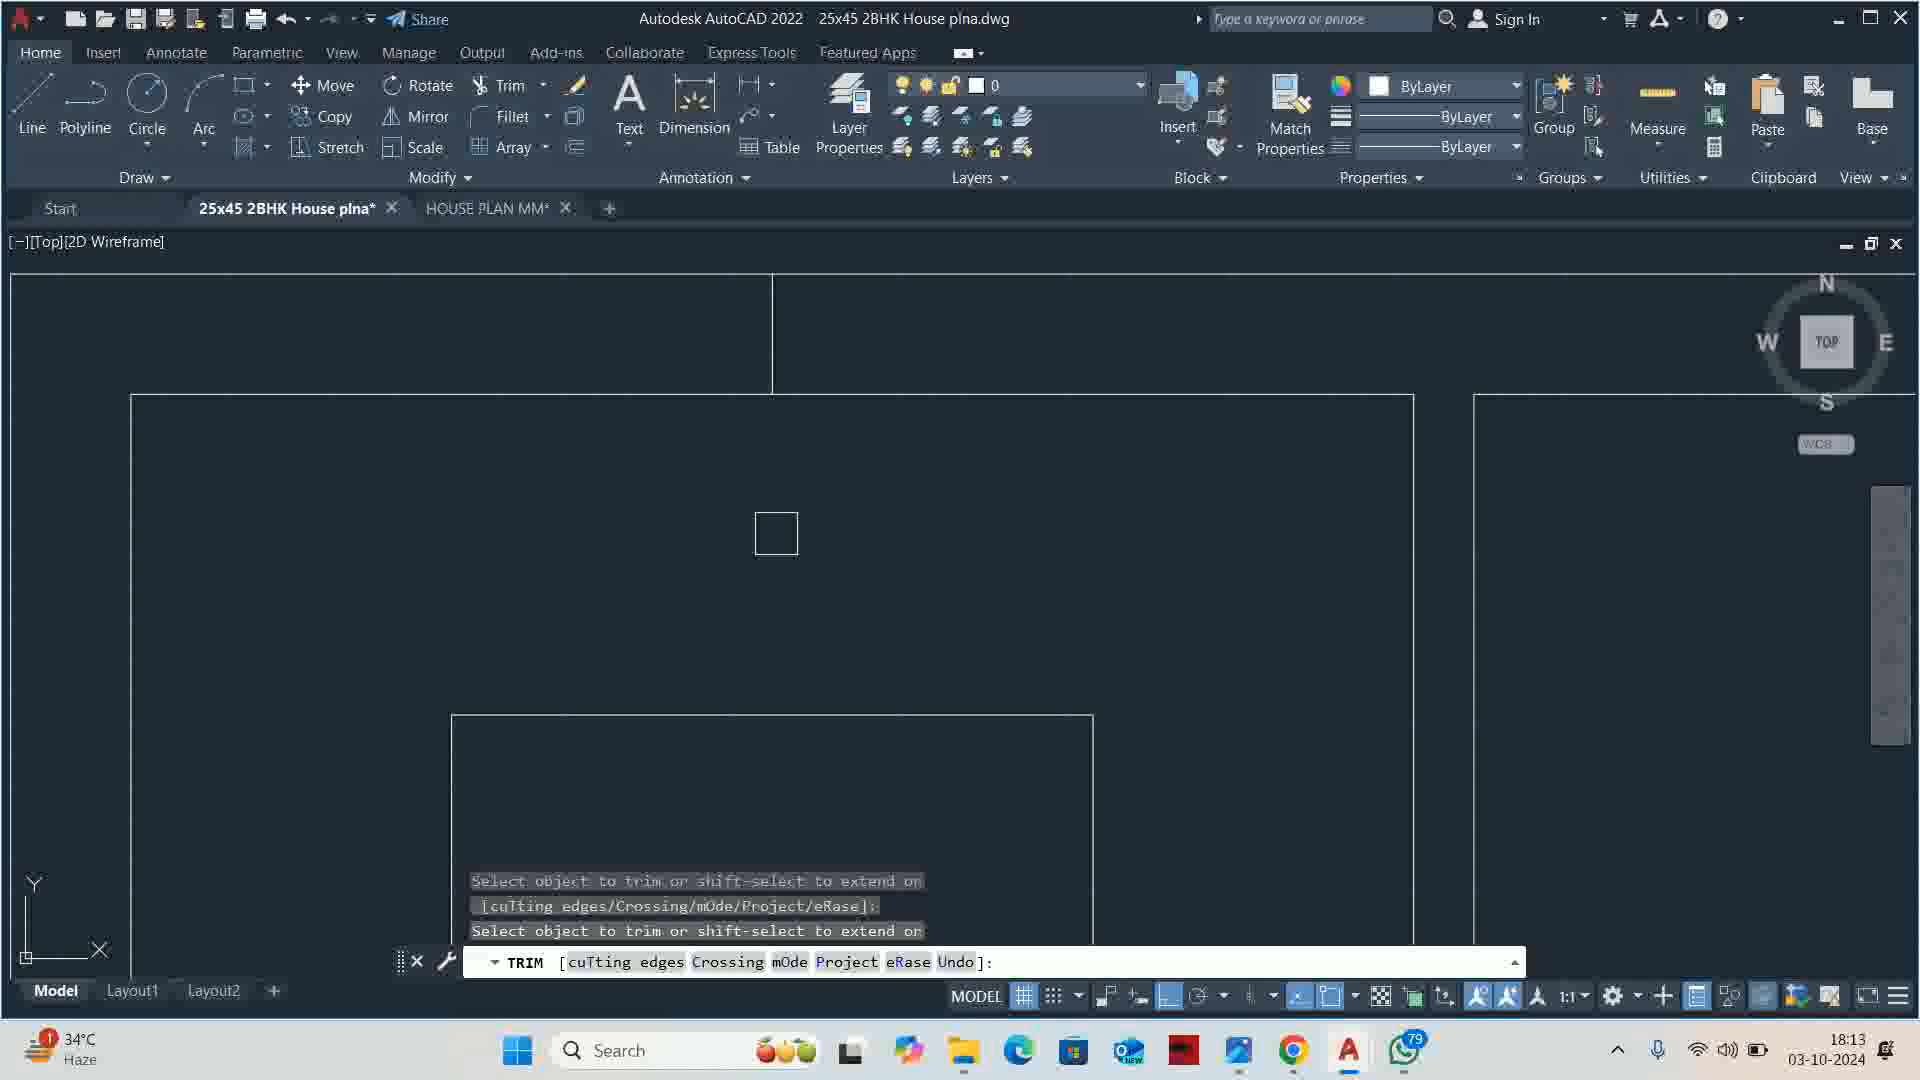 Share
Autodesk AutoCAD 2022 25x45 2BHK House plna.dwg
Type a keyword or phrase
Sign In
Home Insert Annotate Parametric View Manage Output Add-ins Collaborate Express Tools Featured Apps
Line Polyline Circle Arc
Move Rotate Trim
Copy Mirror Fillet
Stretch Scale Array
Text Dimension Table
Layer Properties
0
Insert
Match Properties
ByLayer
ByLayer
ByLayer
Group Measure Paste Base
Draw Modify Annotation Layers Block Properties Groups Utilities Clipboard View
Start 25x45 2BHK House plna* HOUSE PLAN MM*
[−][Top][2D Wireframe]
N
W TOP E
S
WCS
Y
X
Select object to trim or shift-select to extend or
[cuTting edges/Crossing/mOde/Project/eRase]:
Select object to trim or shift-select to extend or
TRIM [cuTting edges Crossing mOde Project eRase Undo]:
Model Layout1 Layout2
MODEL 1:1
1 34°C
Haze
Search
NEW
79
18:13
03-10-2024